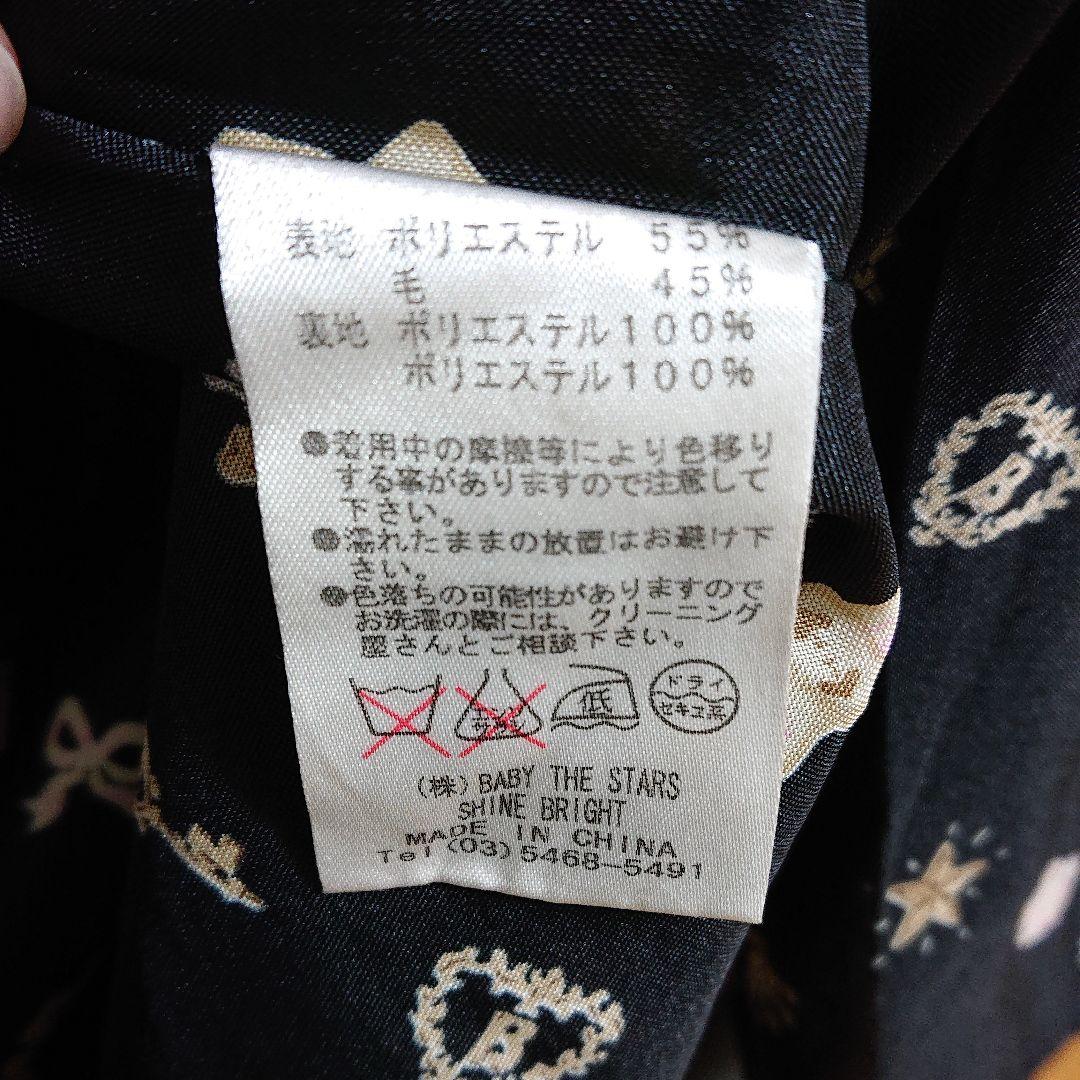 表地 ポリエステル 55%
毛 45%
裏地 ポリエステル100%
ポリエステル100%
●着用中の摩擦等により色移り
する事がありますので注意して
下さい。
●濡れたままの放置はお避け下
さい。
●色落ちの可能性がありますので
お洗濯の際には、クリーニング
屋さんとご相談下さい。
エンソサラシ 低 ドライ
セキユ系
(株) BABY THE STARS
SHINE BRIGHT
MADE IN CHINA
Tel (03) 5468-5491
B
B